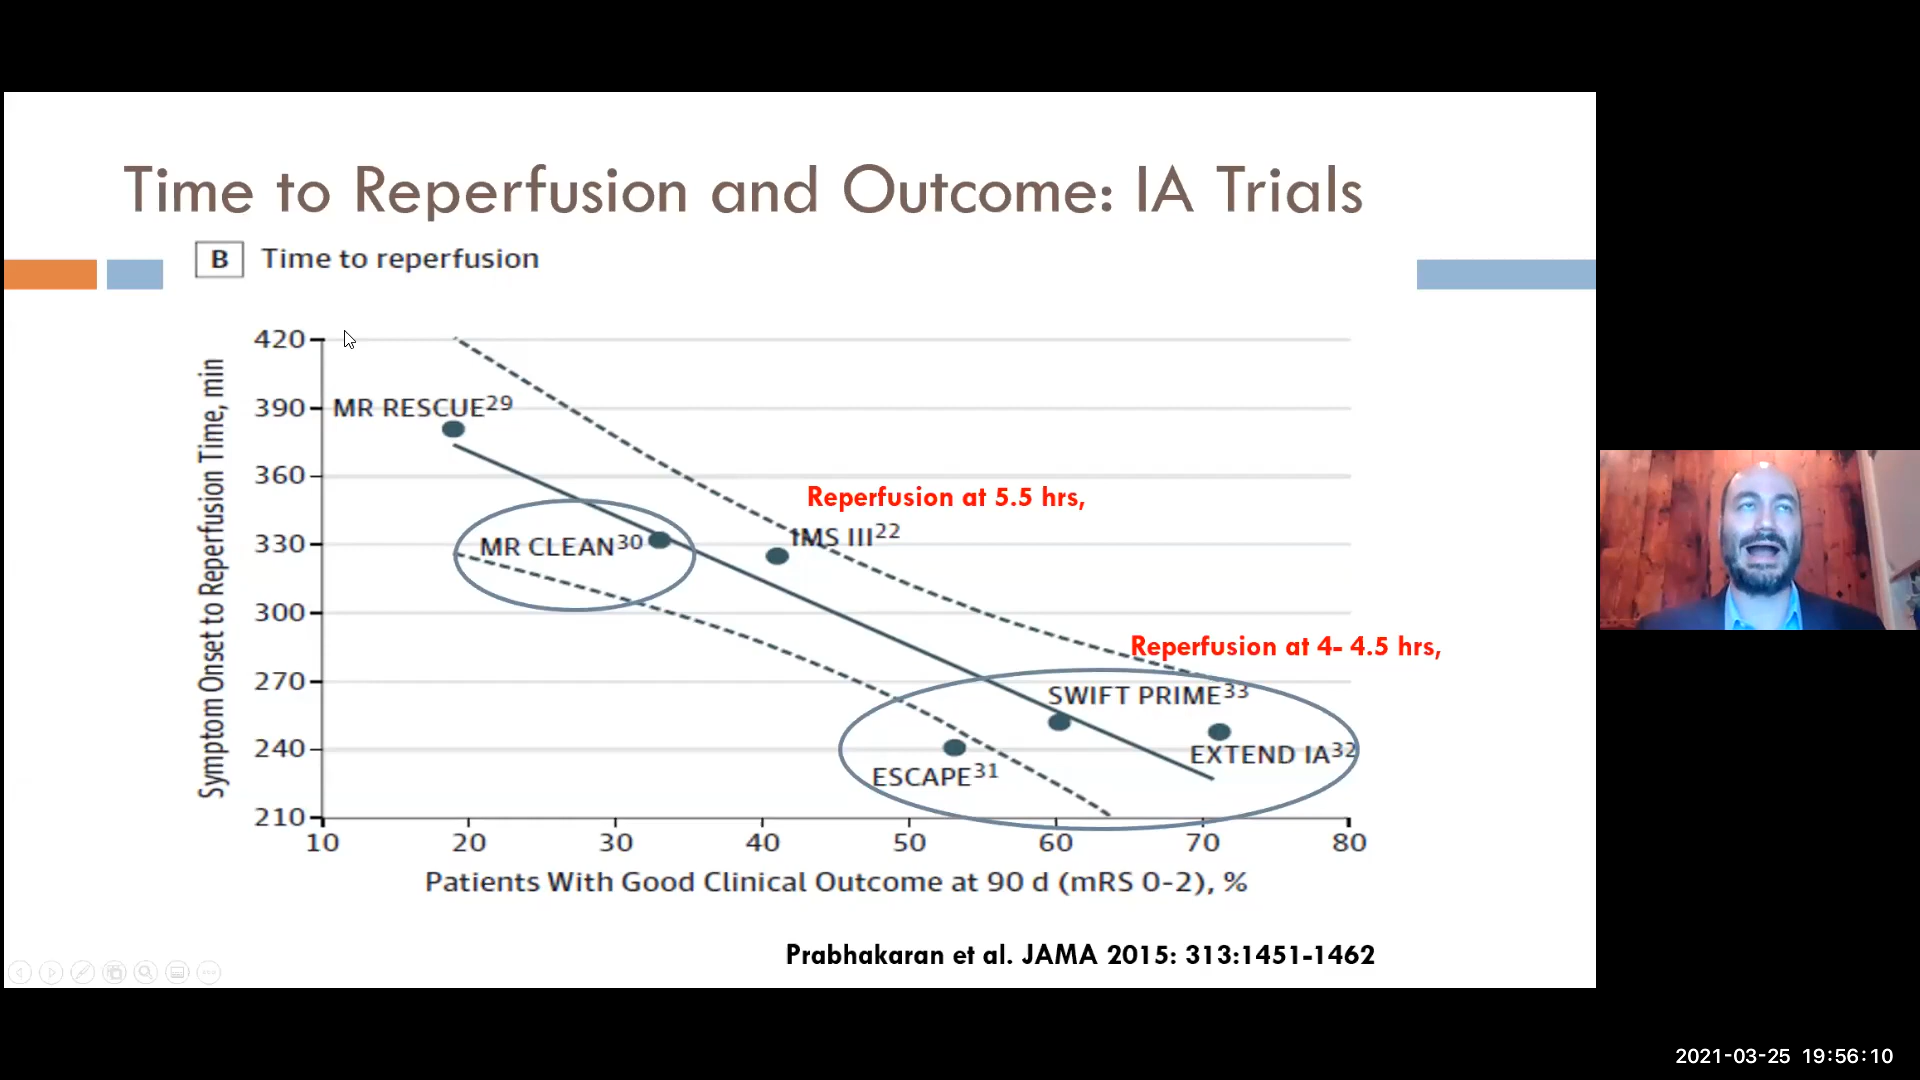 Time to Reperfusion and Outcome: IA Trials
B Time to reperfusion
Symptom Onset to Reperfusion Time, min
420
390
360
330
300
270
240
210
MR RESCUE29
Reperfusion at 5.5 hrs,
IMS III22
MR CLEAN30
Reperfusion at 4- 4.5 hrs,
SWIFT PRIME33
EXTEND IA32
ESCAPE31
10 20 30 40 50 60 70 80
Patients With Good Clinical Outcome at 90 d (mRS 0-2), %
Prabhakaran et al. JAMA 2015: 313:1451-1462
2021-03-25 19:56:10